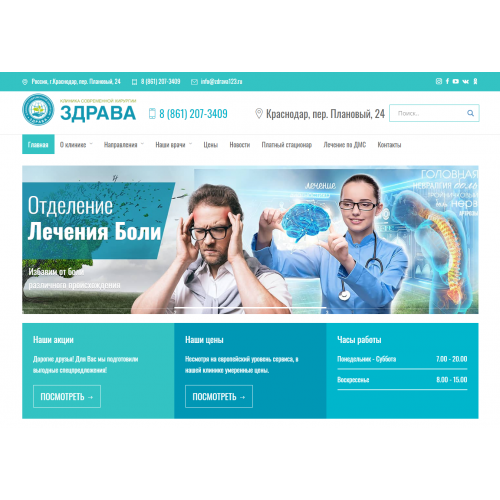 Россия, г.Краснодар, пер. Плановый, 24
8 (861) 207-3409
info@zdrava123.ru
КЛИНИКА СОВРЕМЕННОЙ ХИРУРГИИ
ЗДРАВА
8 (861) 207-3409
Краснодар, пер. Плановый, 24
Поиск...
Главная
О клинике
Направления
Наши врачи
Цены
Новости
Платный стационар
Лечение по ДМС
Контакты
Отделение
Лечения Боли
Избавим от боли
различного происхождения
лечение
ГОЛОВНАЯ
НЕВРАЛГИЯ
нерв
Наши акции
Дорогие друзья! Для Вас мы подготовили
выгодные спецпредложения!
ПОСМОТРЕТЬ →
Наши цены
Несмотря на европейский уровень сервиса, в
нашей клинике умеренные цены.
ПОСМОТРЕТЬ →
Часы работы
Понедельник - Суббота 7.00 - 20.00
Воскресенье 8.00 - 15.00